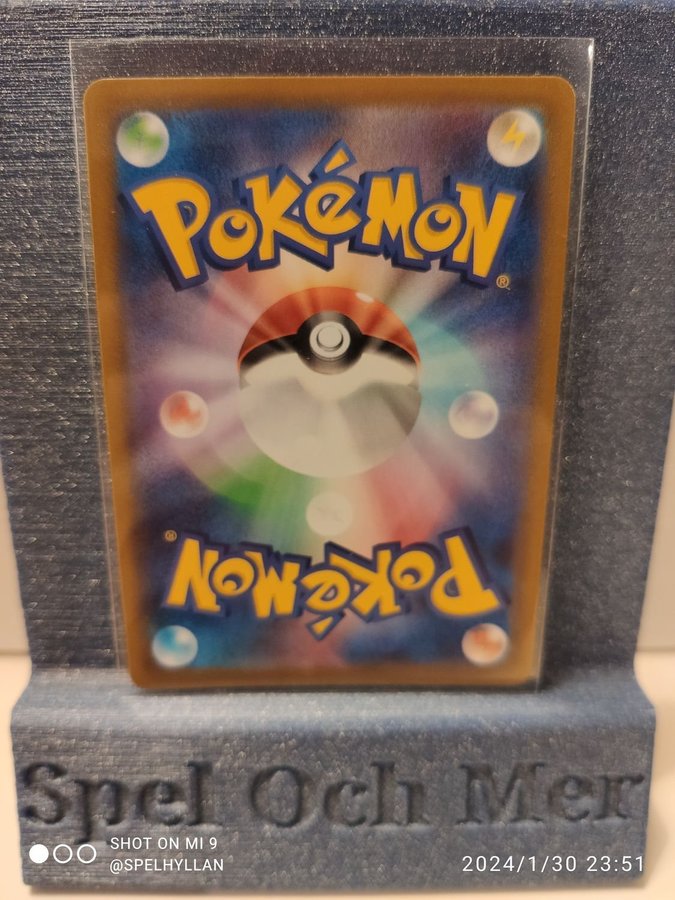 POKéMON
®
®
POKéMON
Spel Och Mer
SHOT ON MI 9
@SPELHYLLAN
2024/1/30 23:51